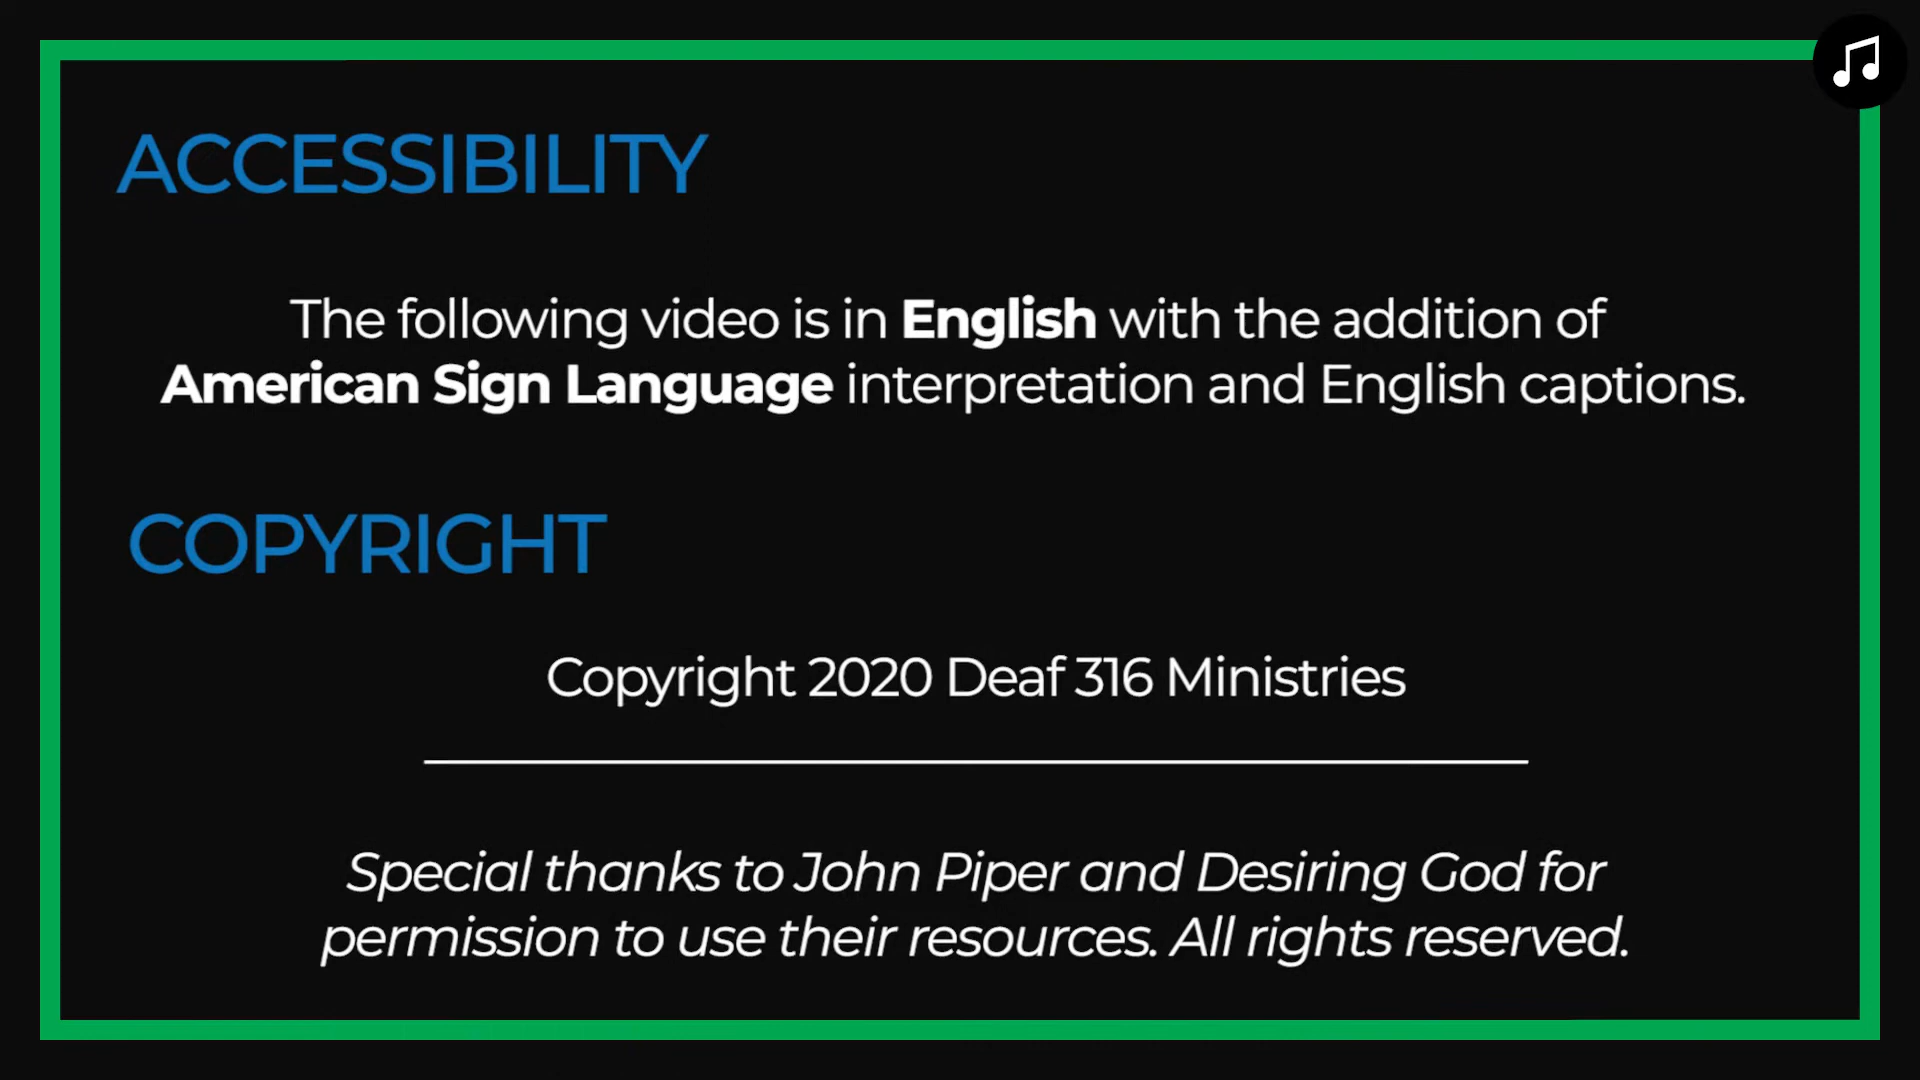 ACCESSIBILITY
The following video is in English with the addition of
American Sign Language interpretation and English captions.
COPYRIGHT
Copyright 2020 Deaf 316 Ministries
Special thanks to John Piper and Desiring God for
permission to use their resources. All rights reserved.